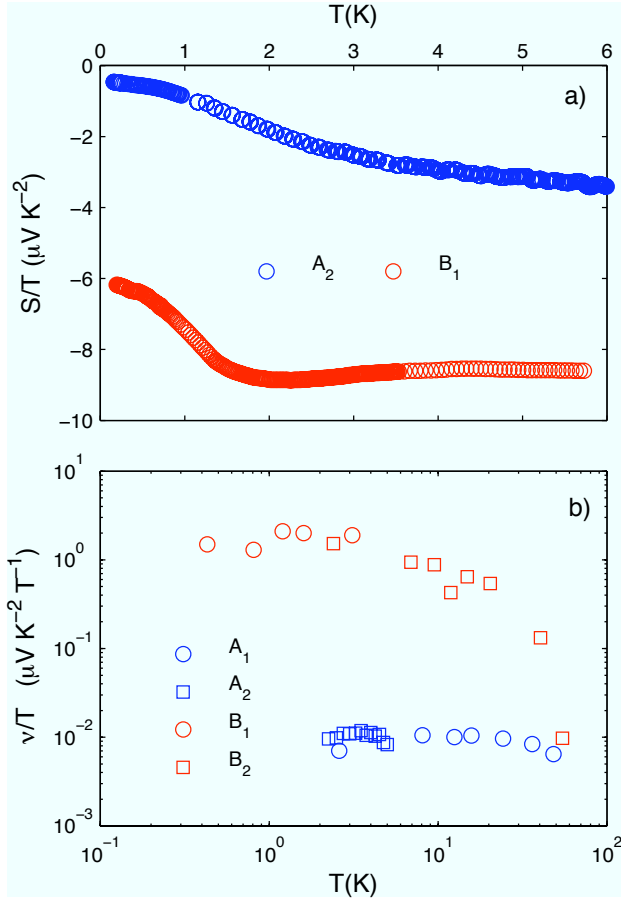 T(K)
0 1 2 3 4 5 6
0
a)
−2
−4
S/T (μV K⁻²)
A₂ B₁
−6
−8
−10
10¹
b)
10⁰
ν/T (μV K⁻² T⁻¹)
10⁻¹
A₁
A₂
B₁
B₂
10⁻²
10⁻³
10⁻¹ 10⁰ 10¹ 10²
T(K)